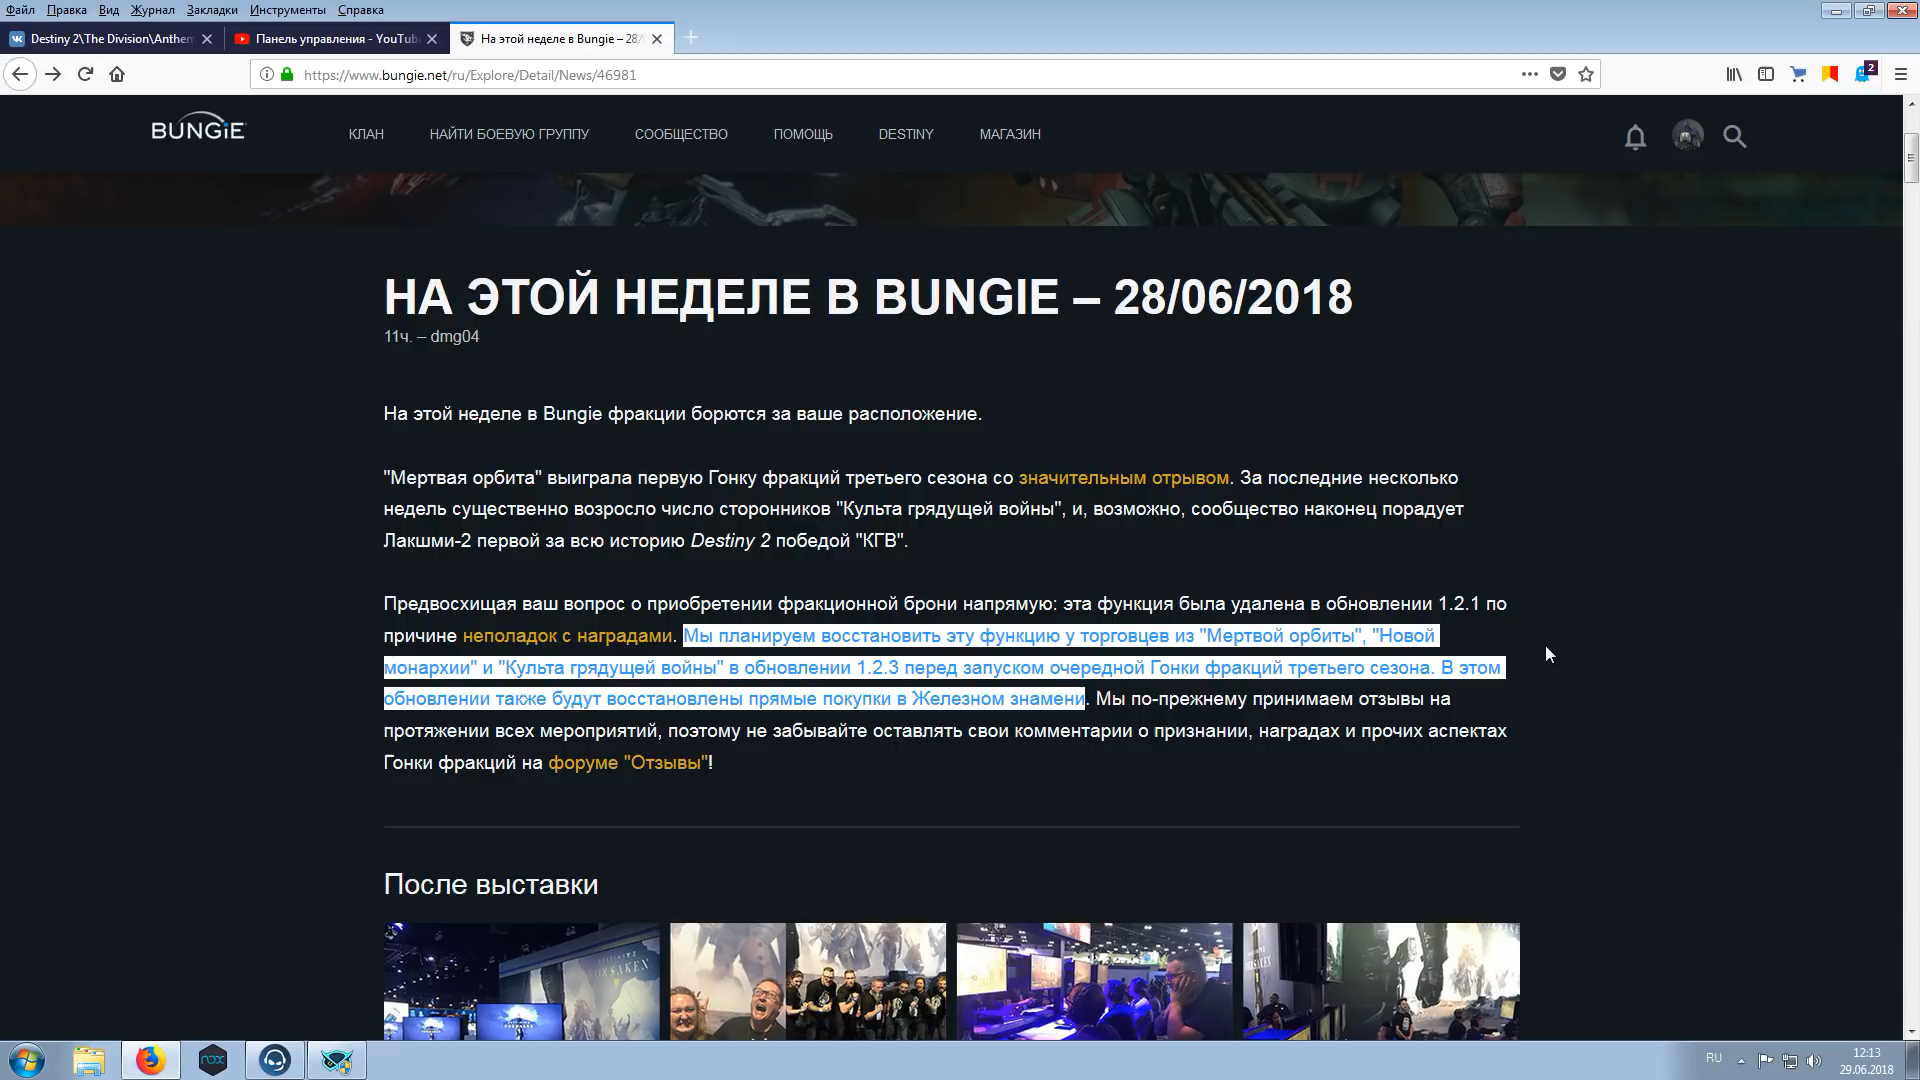 Файл Правка Вид Журнал Закладки Инструменты Справка
Destiny 2\The Division\Anthem
Панель управления - YouTub
На этой неделе в Bungie – 28/
https://www.bungie.net/ru/Explore/Detail/News/46981
2
BUNGIE
КЛАН НАЙТИ БОЕВУЮ ГРУППУ СООБЩЕСТВО ПОМОЩЬ DESTINY МАГАЗИН
НА ЭТОЙ НЕДЕЛЕ В BUNGIE – 28/06/2018
11ч. – dmg04
На этой неделе в Bungie фракции борются за ваше расположение.
"Мертвая орбита" выиграла первую Гонку фракций третьего сезона со значительным отрывом. За последние несколько
недель существенно возросло число сторонников "Культа грядущей войны", и, возможно, сообщество наконец порадует
Лакшми-2 первой за всю историю Destiny 2 победой "КГВ".
Предвосхищая ваш вопрос о приобретении фракционной брони напрямую: эта функция была удалена в обновлении 1.2.1 по
причине неполадок с наградами. Мы планируем восстановить эту функцию у торговцев из "Мертвой орбиты", "Новой
монархии" и "Культа грядущей войны" в обновлении 1.2.3 перед запуском очередной Гонки фракций третьего сезона. В этом
обновлении также будут восстановлены прямые покупки в Железном знамени. Мы по-прежнему принимаем отзывы на
протяжении всех мероприятий, поэтому не забывайте оставлять свои комментарии о признании, наградах и прочих аспектах
Гонки фракций на форуме "Отзывы"!
После выставки
FORSAKEN
nox
RU
12:13
29.06.2018